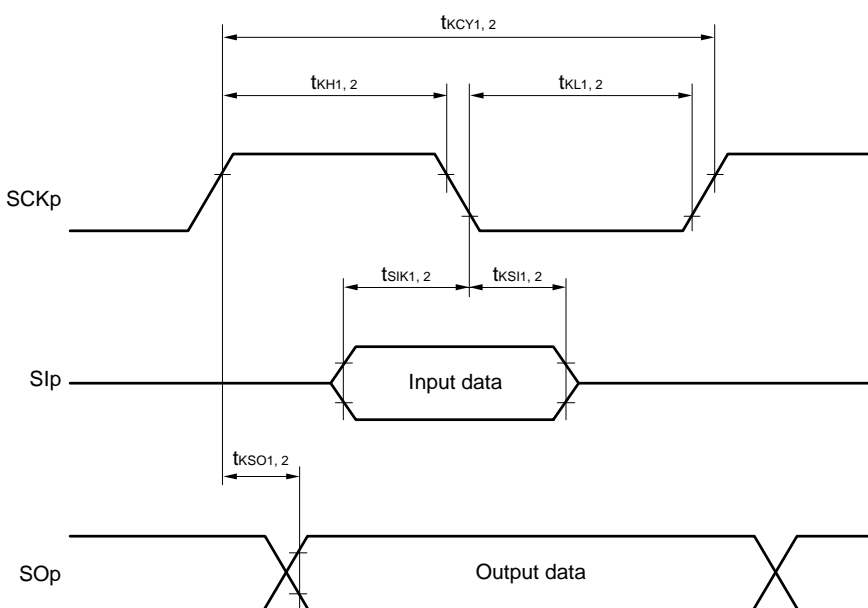 tKCY1, 2
tKH1, 2
tKL1, 2
SCKp
tSIK1, 2
tKSI1, 2
SIp
Input data
tKSO1, 2
SOp
Output data